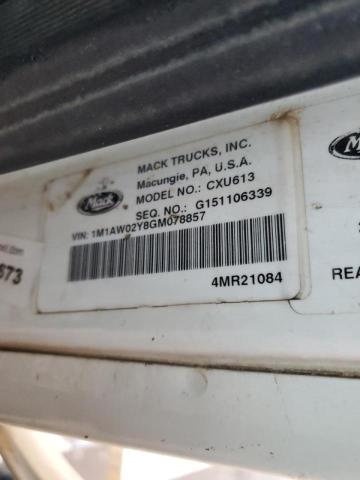 MACK TRUCKS, INC.
Macungie, PA, U.S.A.
MODEL NO.: CXU613
SEQ. NO.: G151106339
Mack
VIN: 1M1AW02Y8GM078857
4MR21084
673
REA